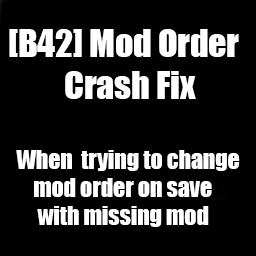 [B42] Mod Order
Crash Fix
When trying to change
mod order on save
with missing mod